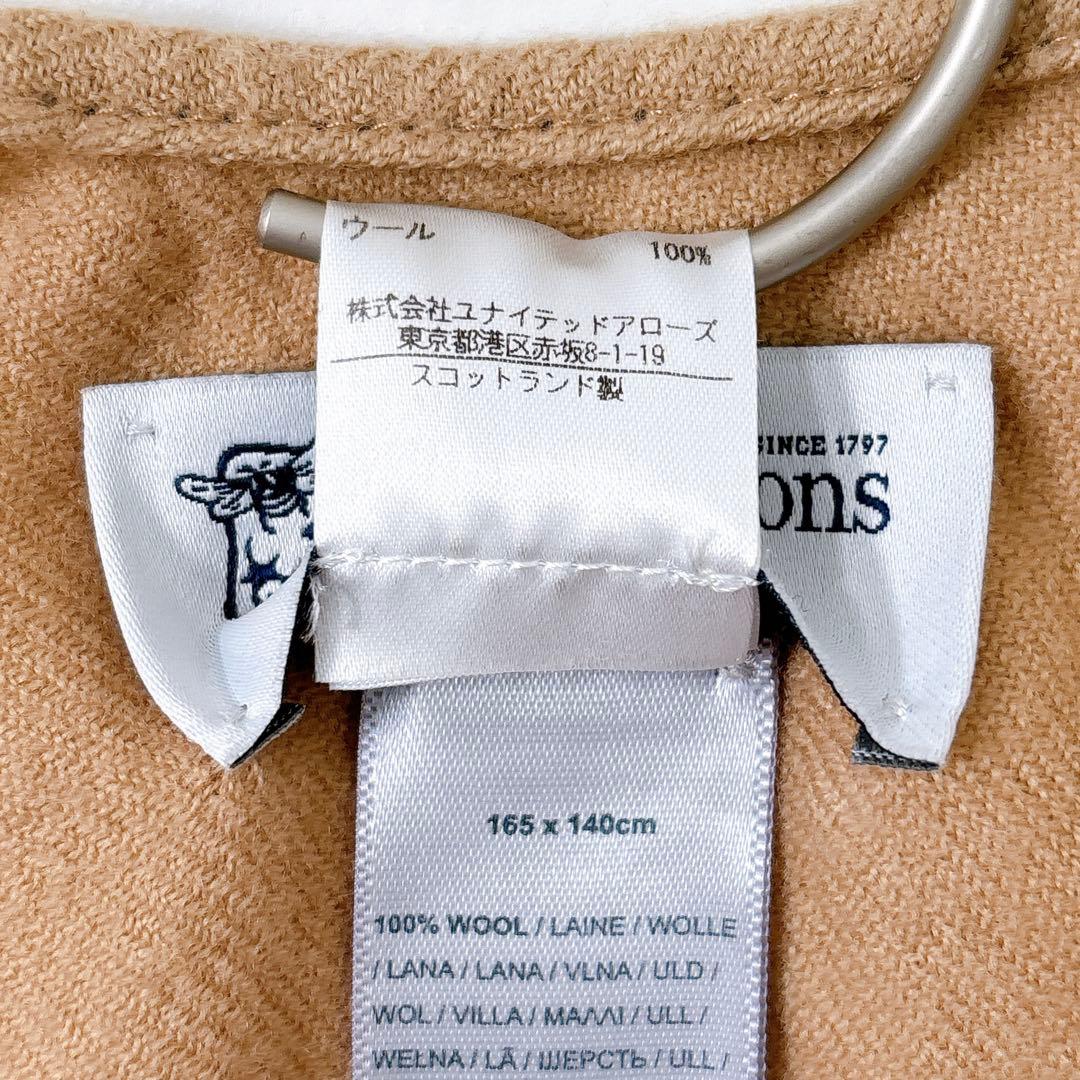 ウール 100%
株式会社ユナイテッドアローズ
東京都港区赤坂8-1-19
スコットランド製
SINCE 1797
ons
165 x 140cm
100% WOOL / LAINE / WOLLE
/ LANA / LANA / VLNA / ULD /
WOL / VILLA / ΜΑΛΛΙ / ULL /
WEŁNA / LÃ / ШЕРСТЬ / ULL /